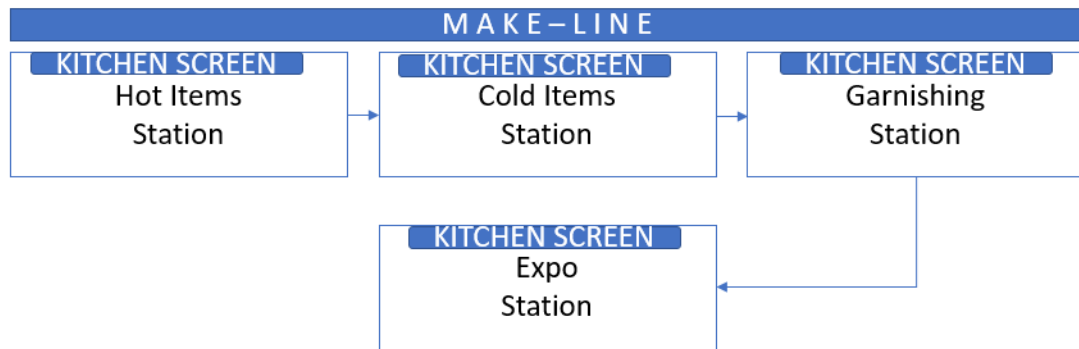 MAKE–LINE
KITCHEN SCREEN
Hot Items
Station
KITCHEN SCREEN
Cold Items
Station
KITCHEN SCREEN
Garnishing
Station
KITCHEN SCREEN
Expo
Station